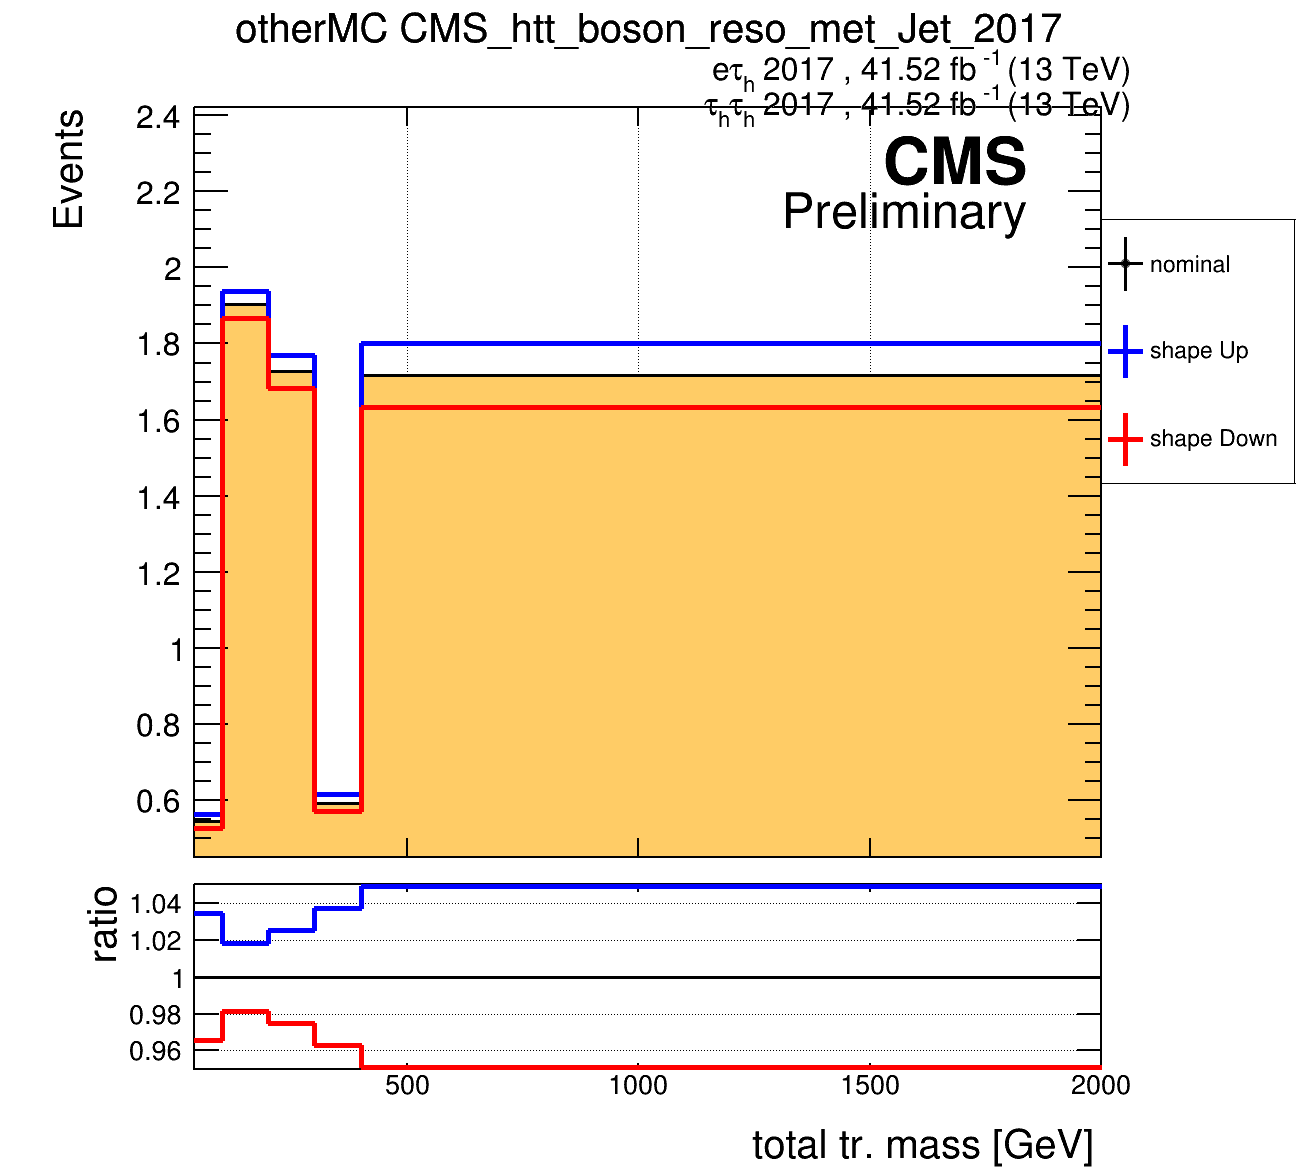 otherMC CMS_htt_boson_reso_met_Jet_2017
eτh 2017 , 41.52 fb-1 (13 TeV)
τhτh 2017 , 41.52 fb-1 (13 TeV)
Events
2.4
2.2
2
1.8
1.6
1.4
1.2
1
0.8
0.6
CMS
Preliminary
nominal
shape Up
shape Down
ratio
1.04
1.02
1
0.98
0.96
500 1000 1500 2000
total tr. mass [GeV]